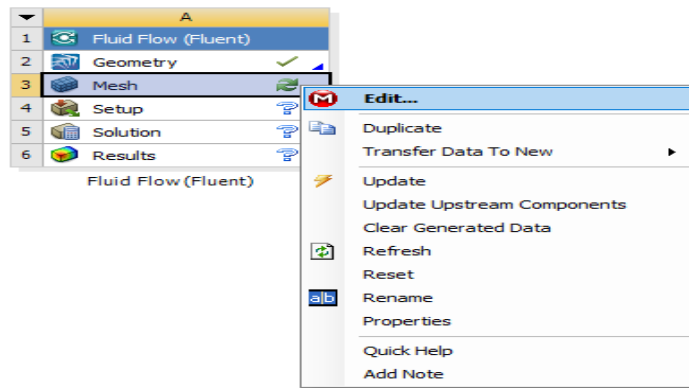 A
1 Fluid Flow (Fluent)
2 Geometry
3 Mesh
4 Setup
5 Solution
6 Results
Fluid Flow (Fluent)
M Edit...
Duplicate
Transfer Data To New
Update
Update Upstream Components
Clear Generated Data
Refresh
Reset
a|b Rename
Properties
Quick Help
Add Note